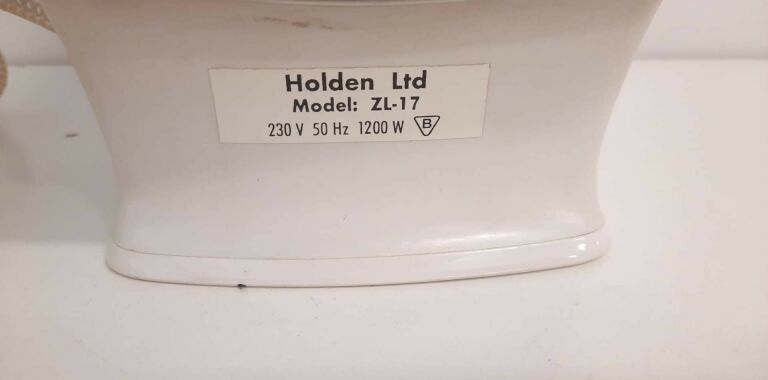 Holden Ltd
Model: ZL-17
230 V 50 Hz 1200 W B